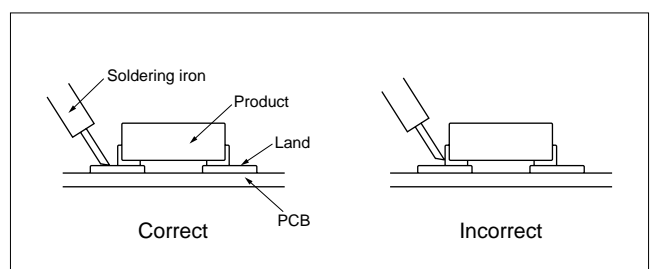 Soldering iron
Product
Land
PCB
Correct
Incorrect